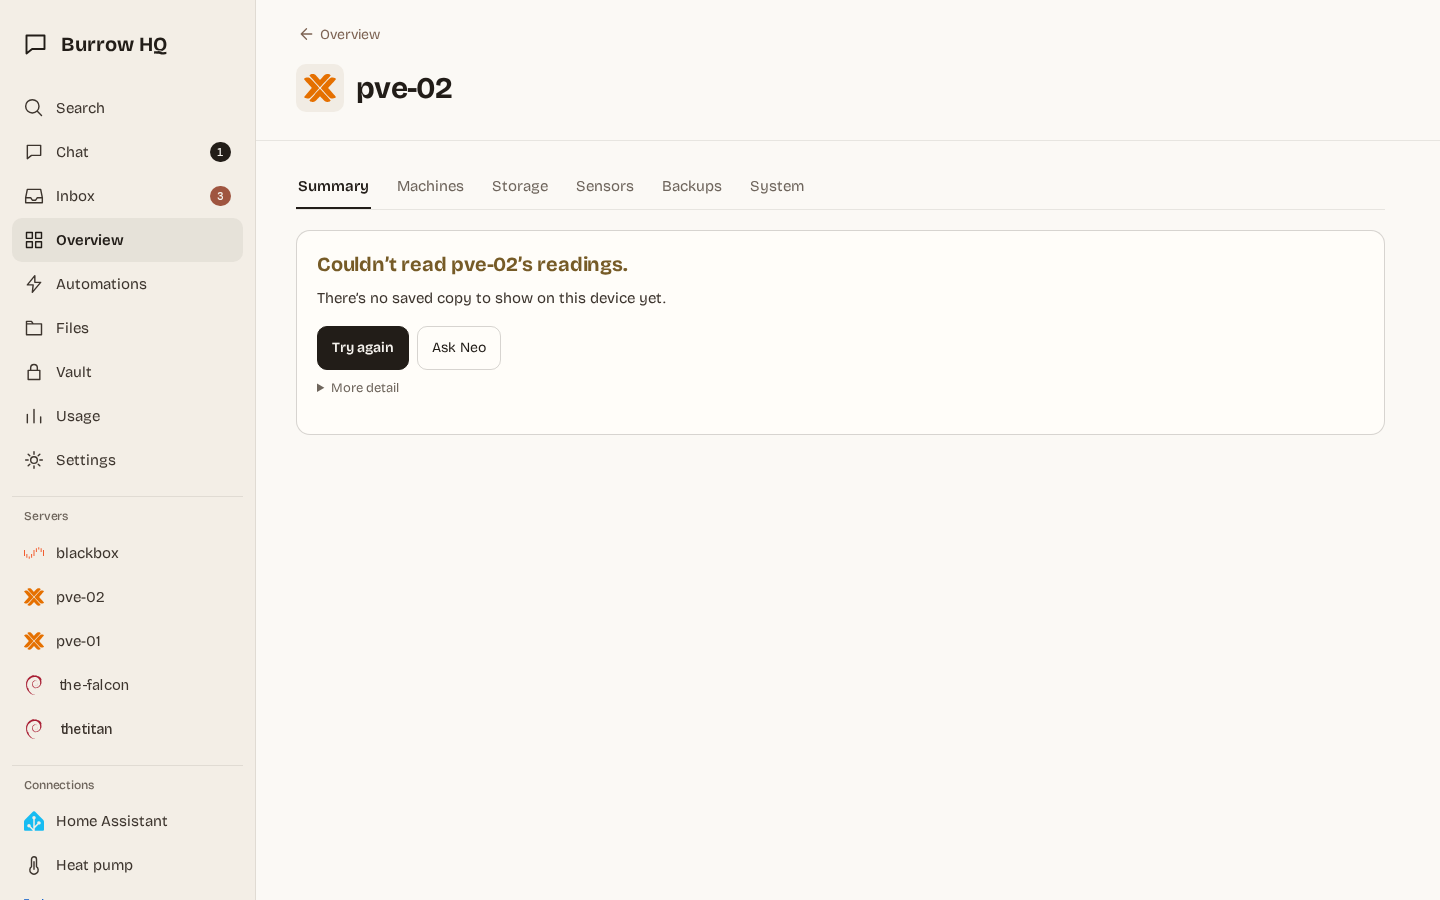 Burrow HQ
Search
Chat
1
Inbox
3
Overview
Automations
Files
Vault
Usage
Settings
Servers
blackbox
pve-02
pve-01
the-falcon
thetitan
Connections
Home Assistant
Heat pump
Overview
pve-02
Summary Machines Storage Sensors Backups System
Couldn’t read pve-02’s readings.
There’s no saved copy to show on this device yet.
Try again Ask Neo
More detail